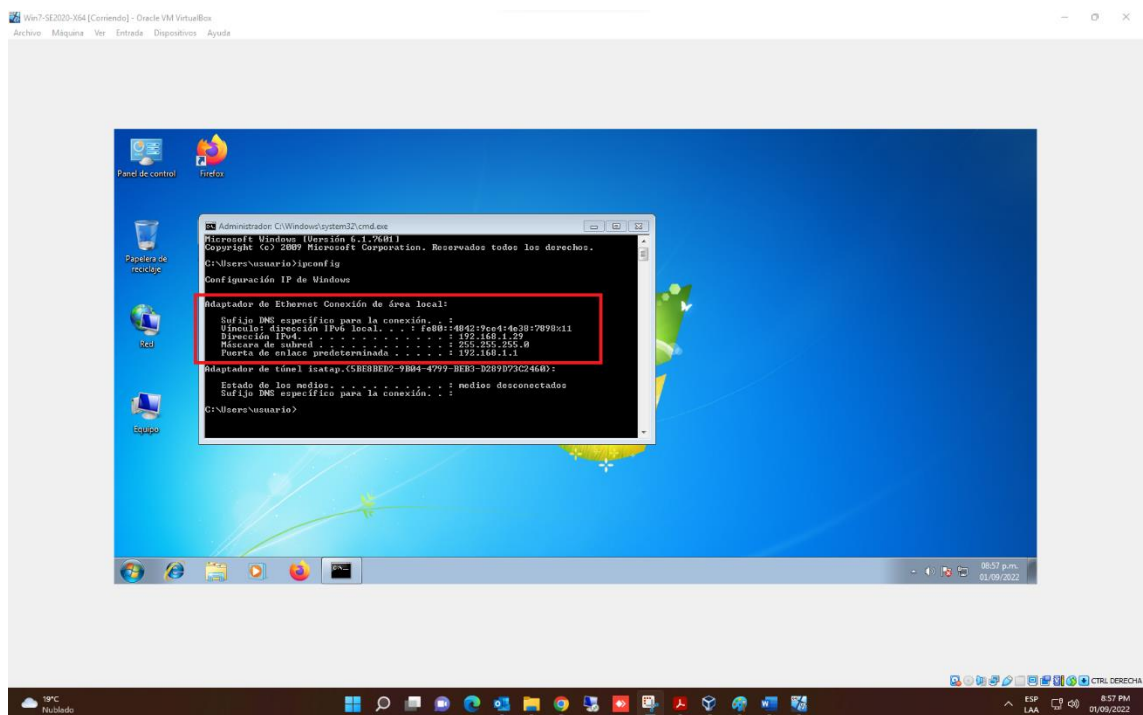 Win7-SE2020-X64 [Corriendo] - Oracle VM VirtualBox
Archivo Máquina Ver Entrada Dispositivos Ayuda
Panel de control
Firefox
Papelera de reciclaje
Red
Equipo
Administrador: C:\Windows\system32\cmd.exe
Microsoft Windows [Versión 6.1.7601]
Copyright (c) 2009 Microsoft Corporation. Reservados todos los derechos.
C:\Users\usuario>ipconfig
Configuración IP de Windows
Adaptador de Ethernet Conexión de área local:
Sufijo DNS específico para la conexión. . :
Vínculo: dirección IPv6 local. . . : fe80::4842:9ce4:4e38:7898%11
Dirección IPv4. . . . . . . . . . . . . . : 192.168.1.29
Máscara de subred . . . . . . . . . . . . : 255.255.255.0
Puerta de enlace predeterminada . . . . . : 192.168.1.1
Adaptador de túnel isatap.{5BE8BED2-9B04-4799-BEB3-D289D73C2460}:
Estado de los medios. . . . . . . . . . . : medios desconectados
Sufijo DNS específico para la conexión. . :
C:\Users\usuario>
08:57 p.m.
01/09/2022
CTRL DERECHA
19°C
Nublado
ESP
LAA
8:57 PM
01/09/2022